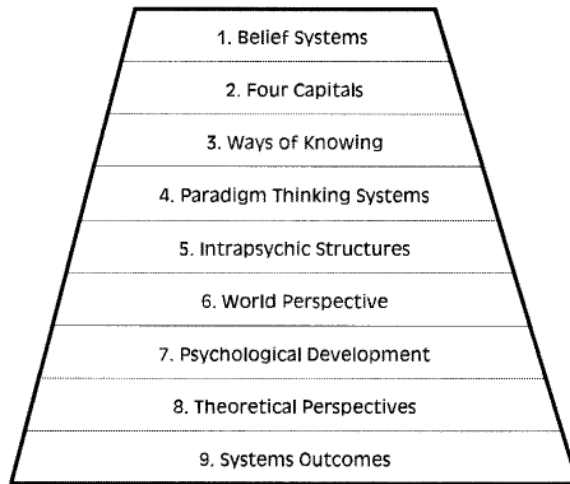 1. Belief Systems
2. Four Capitals
3. Ways of Knowing
4. Paradigm Thinking Systems
5. Intrapsychic Structures
6. World Perspective
7. Psychological Development
8. Theoretical Perspectives
9. Systems Outcomes